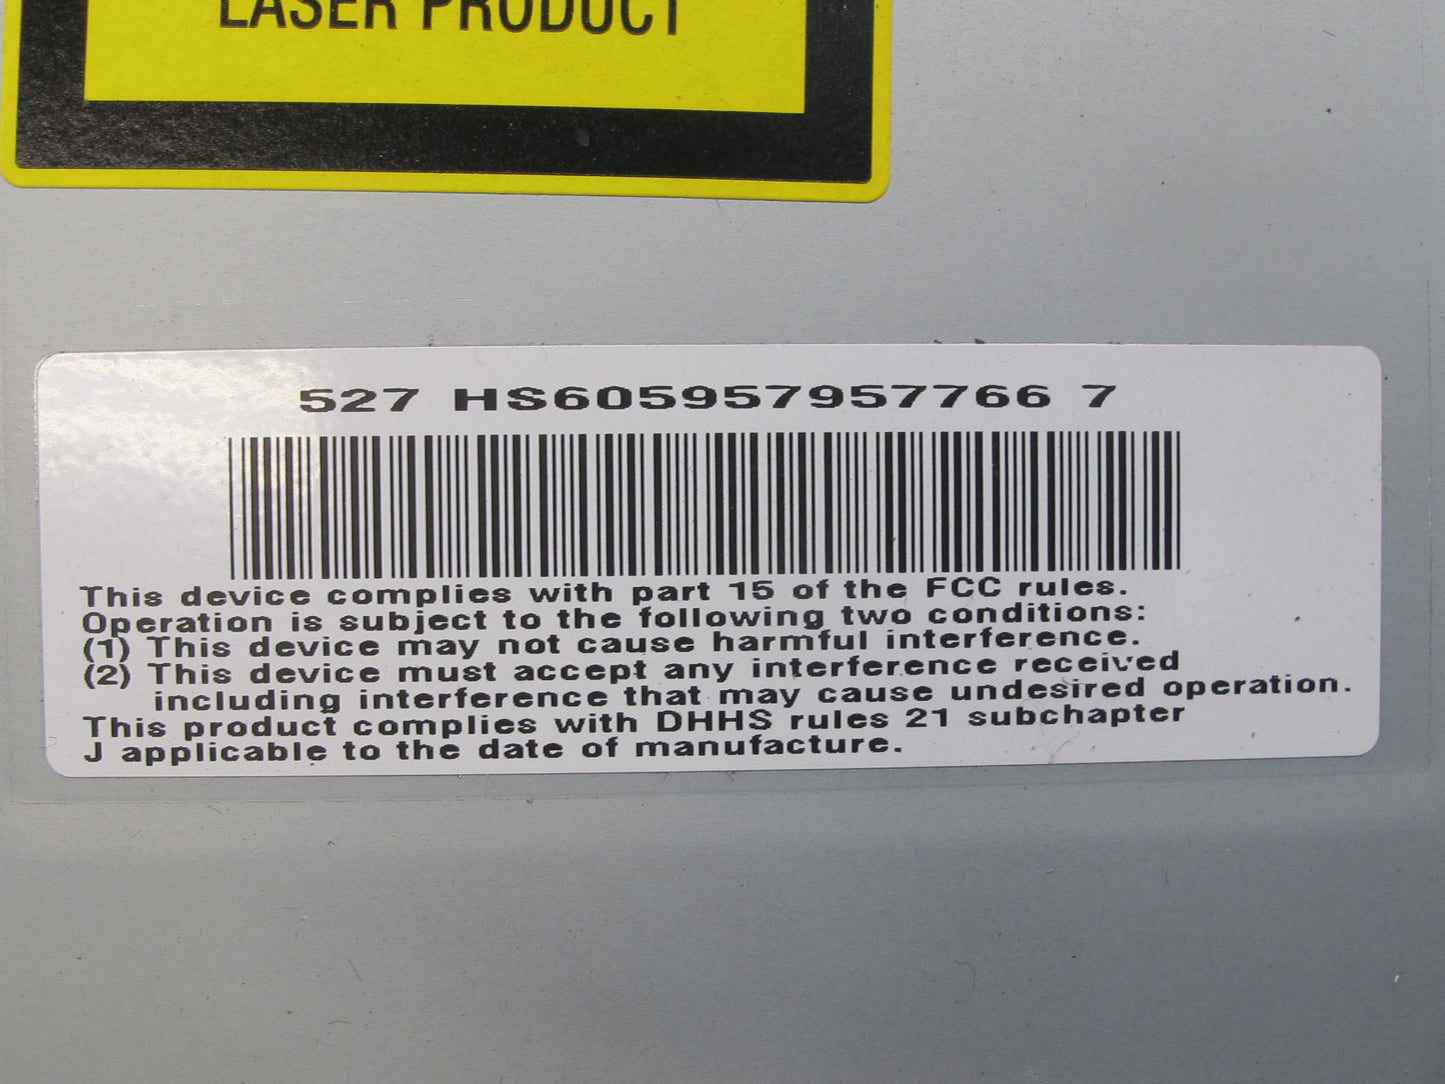 LASER PRODUCT
527 HS605957957766 7
This device complies with part 15 of the FCC rules.
Operation is subject to the following two conditions:
(1) This device may not cause harmful interference.
(2) This device must accept any interference received
including interference that may cause undesired operation.
This product complies with DHHS rules 21 subchapter
J applicable to the date of manufacture.